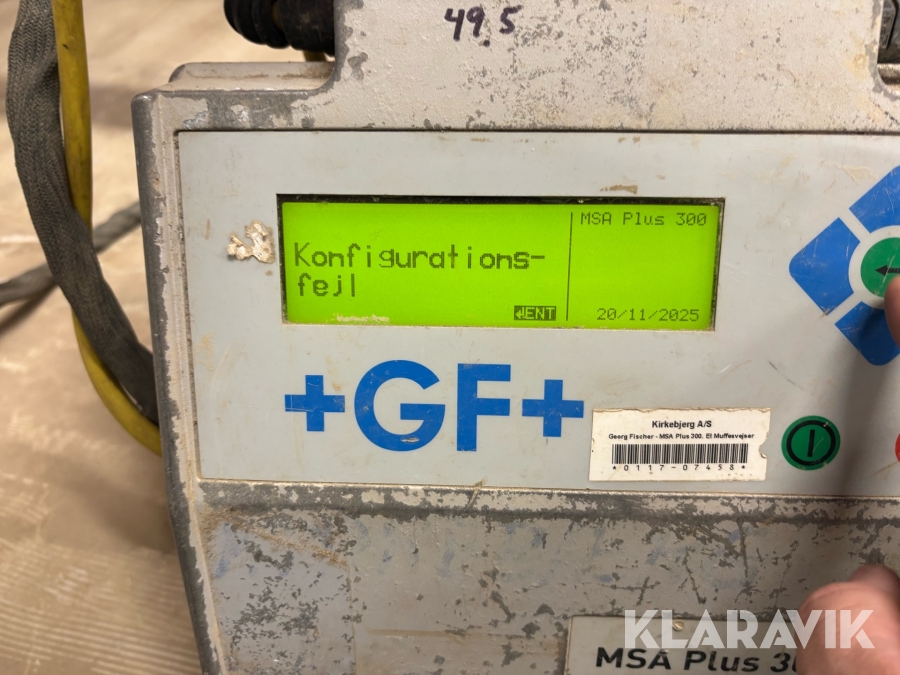 49.5
MSA Plus 300
Konfigurations-
fejl
↵ENT
20/11/2025
+GF+
Kirkebjerg A/S
Georg Fischer - MSA Plus 300, El Muffesvejser
*0117-07458*
KLARAVIK
MSA Plus 30